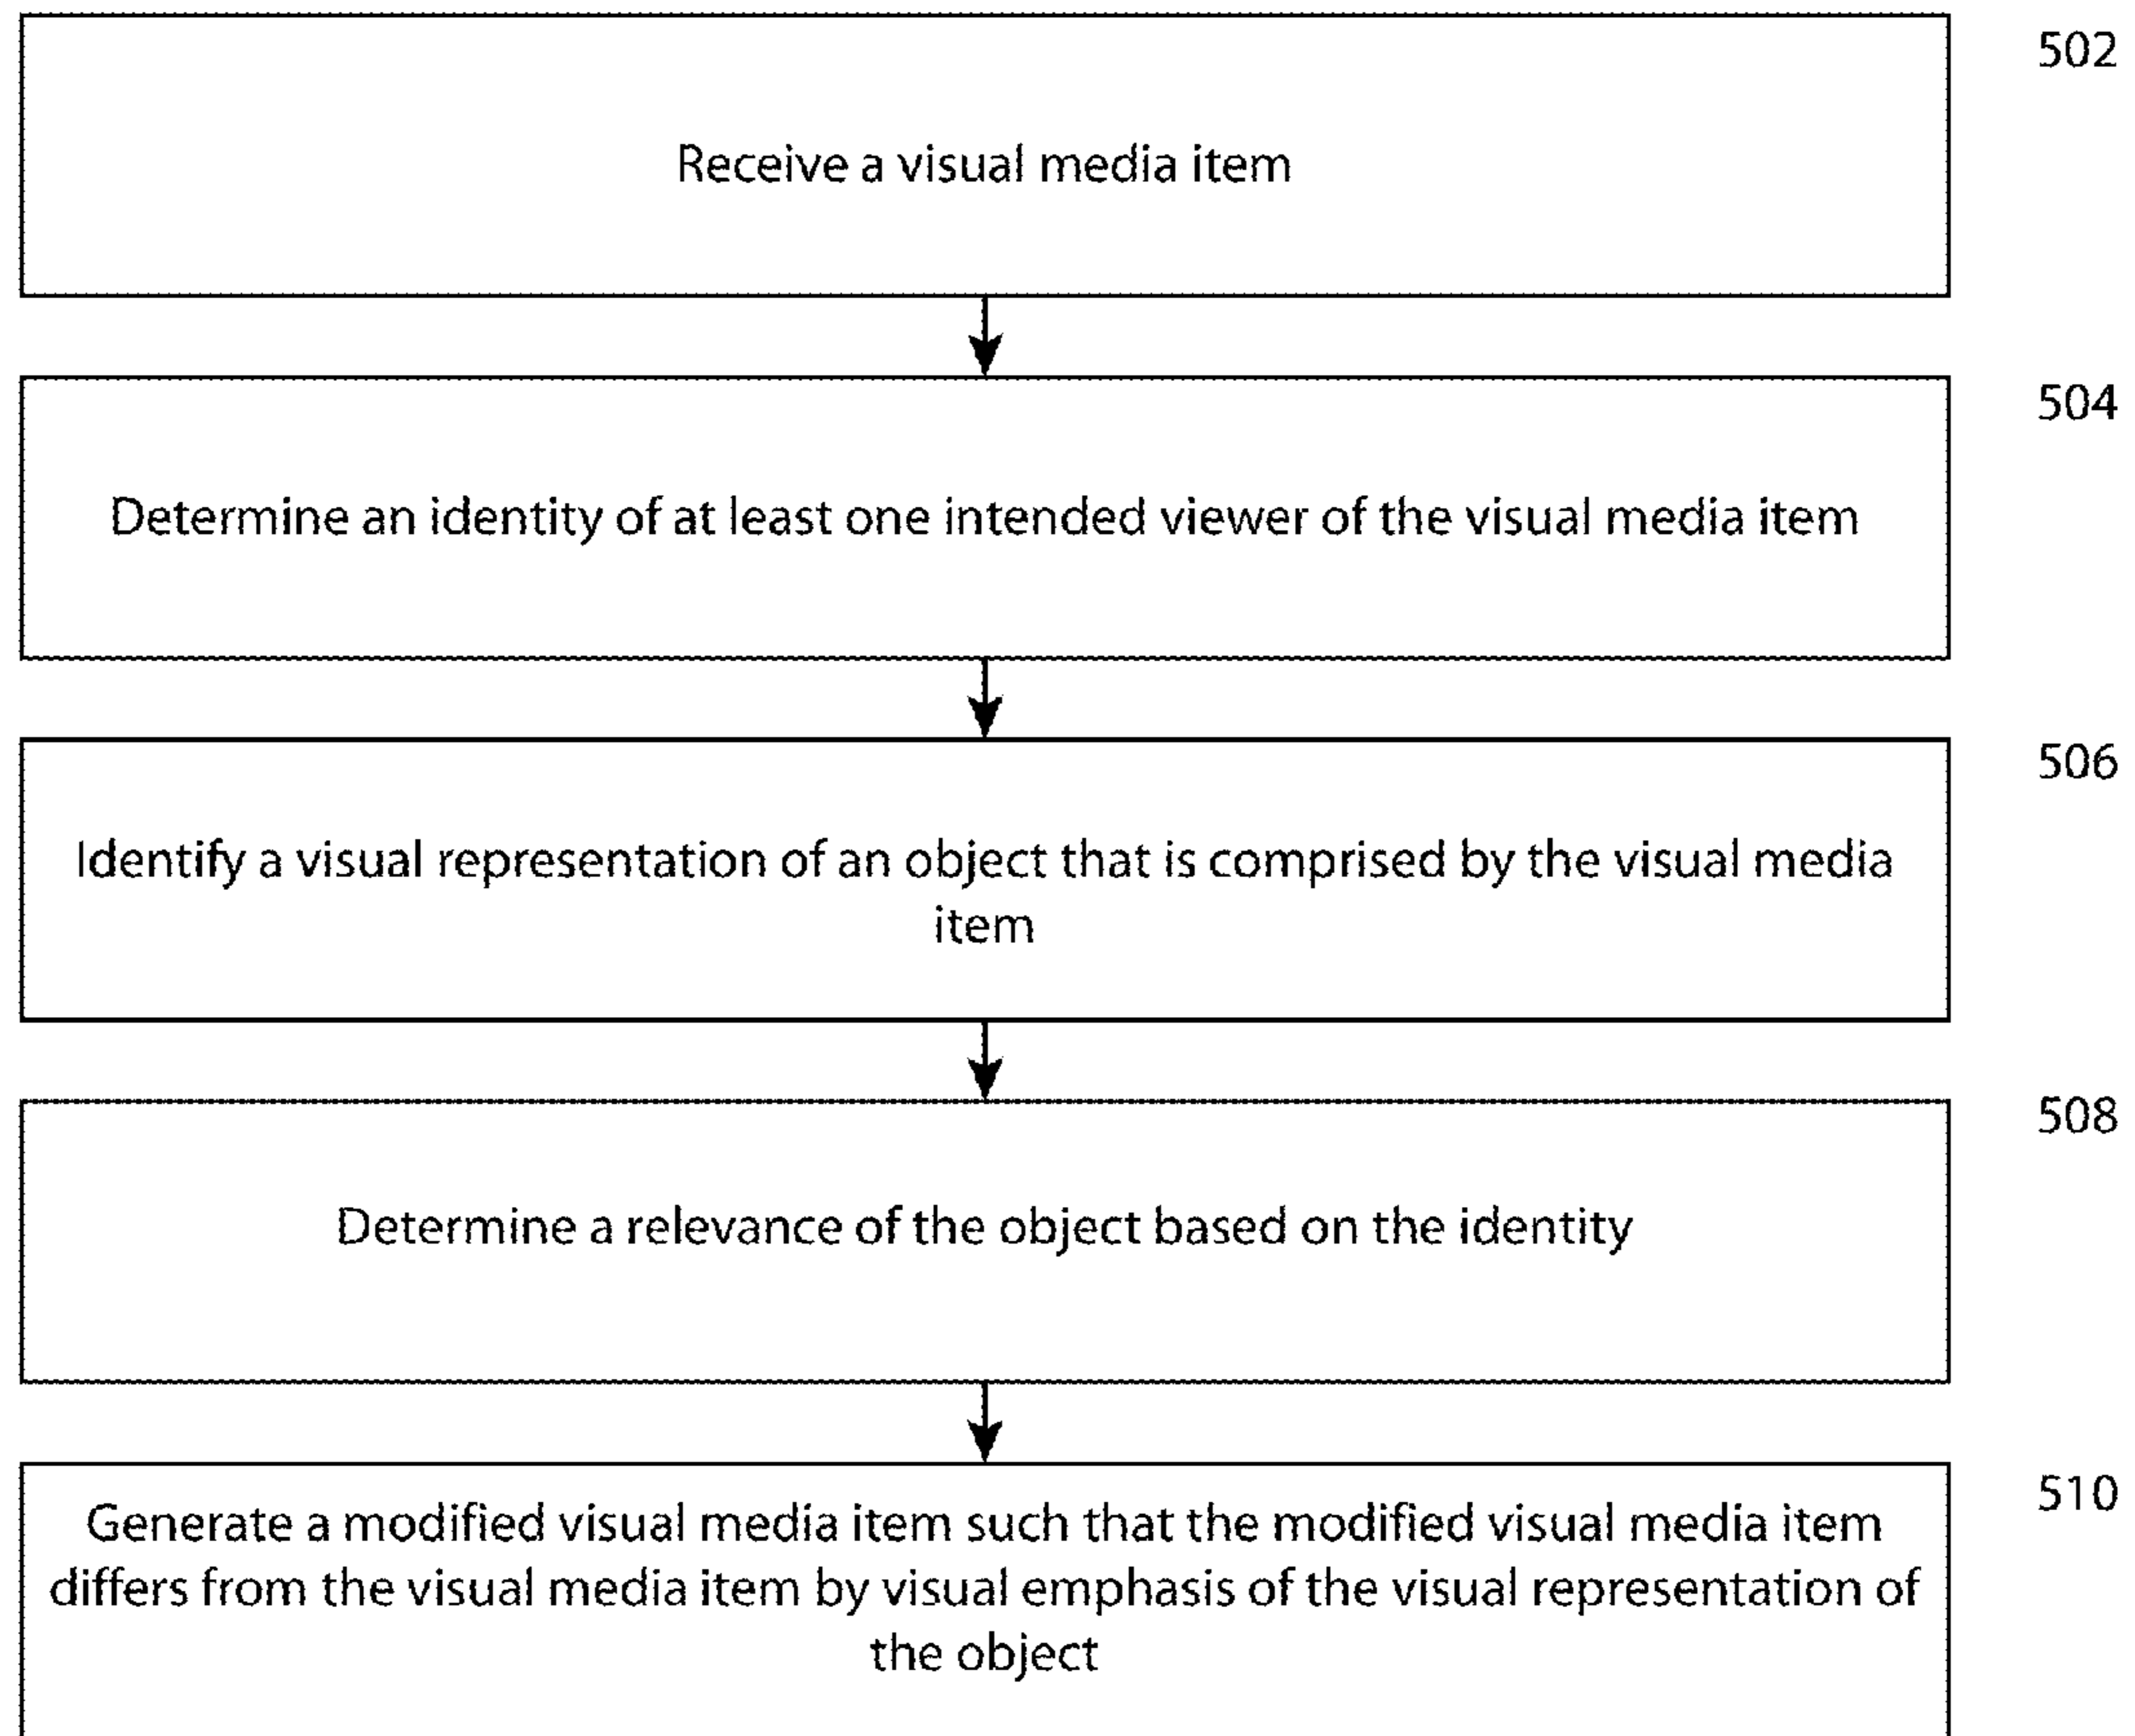 502
Receive a visual media item
504
Determine an identity of at least one intended viewer of the visual media item
506
Identify a visual representation of an object that is comprised by the visual media
item
508
Determine a relevance of the object based on the identity
510
Generate a modified visual media item such that the modified visual media item
differs from the visual media item by visual emphasis of the visual representation of
the object